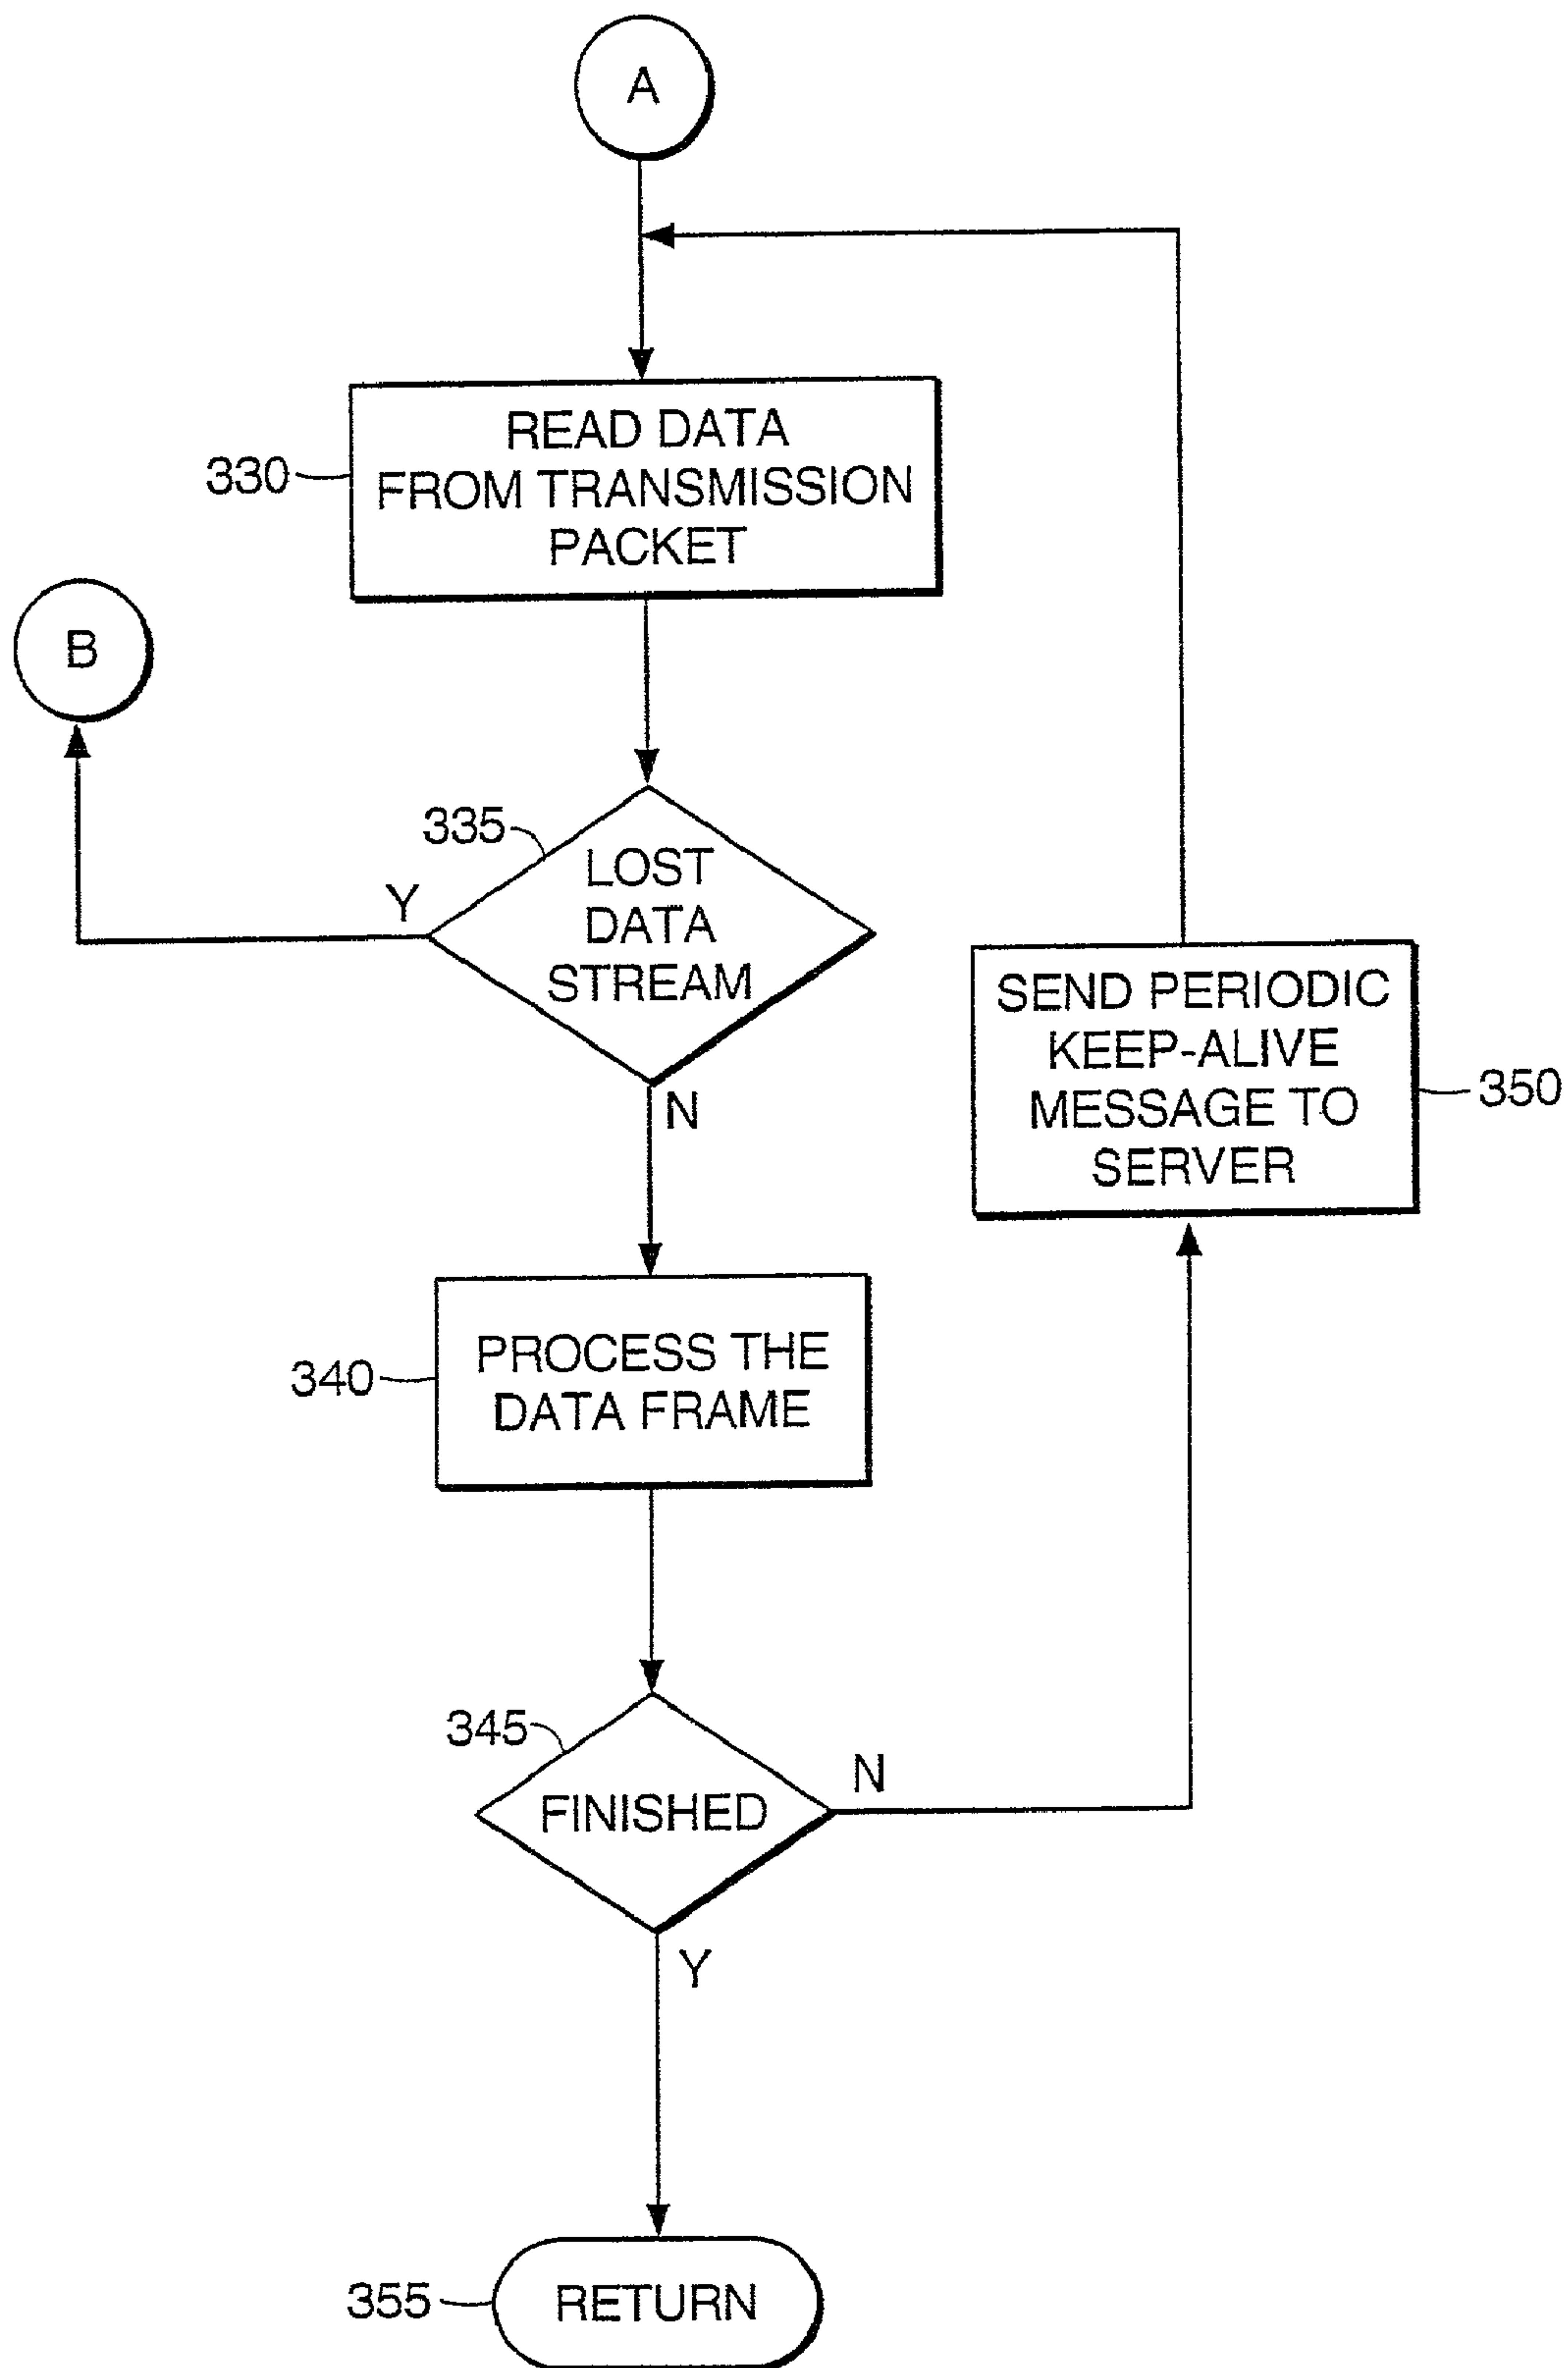 A
330
READ DATA
FROM TRANSMISSION
PACKET
B
335
LOST
DATA
STREAM
Y
N
SEND PERIODIC
KEEP-ALIVE
MESSAGE TO
SERVER
350
340
PROCESS THE
DATA FRAME
345
FINISHED
N
Y
355
RETURN